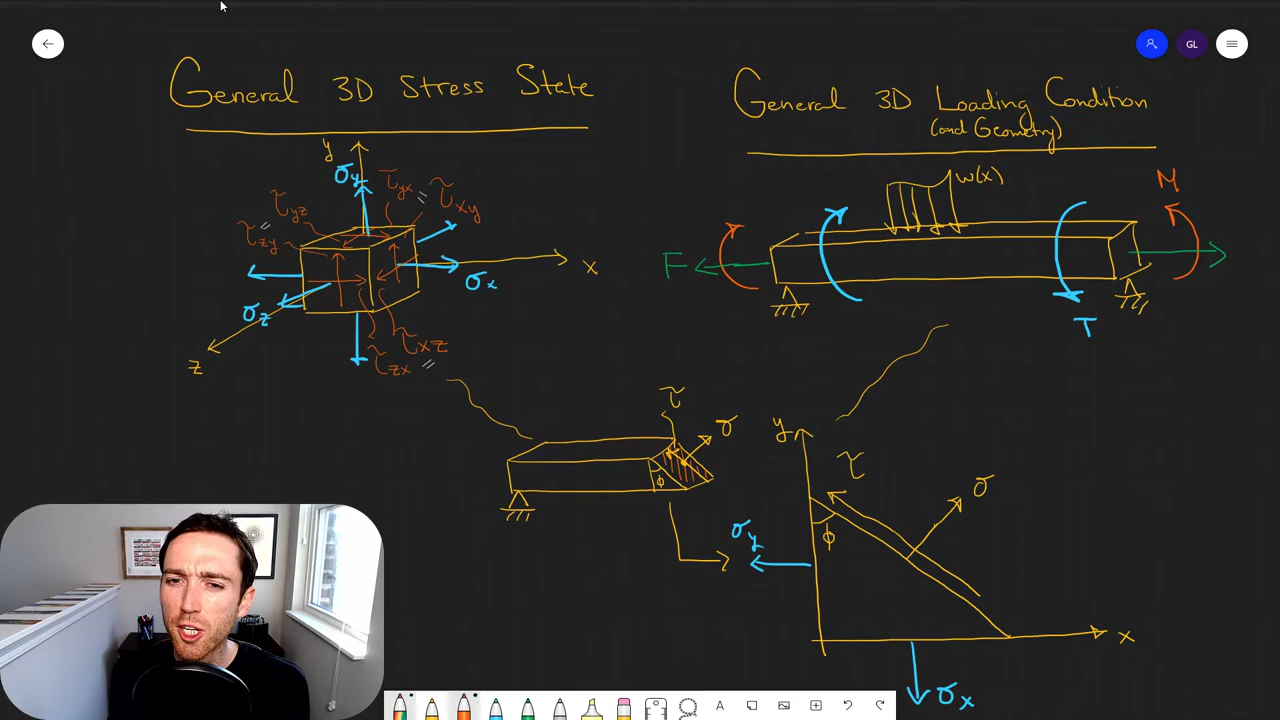 General 3D Stress State
General 3D Loading Condition
(and Geometry)
GL
y
σy
τyx
τxy
τyz
τzy
x
σx
σz
τxz
τzx
z
w(x)
M
F
T
τ
σ
φ
y
τ
σ
σy
φ
x
σx
A